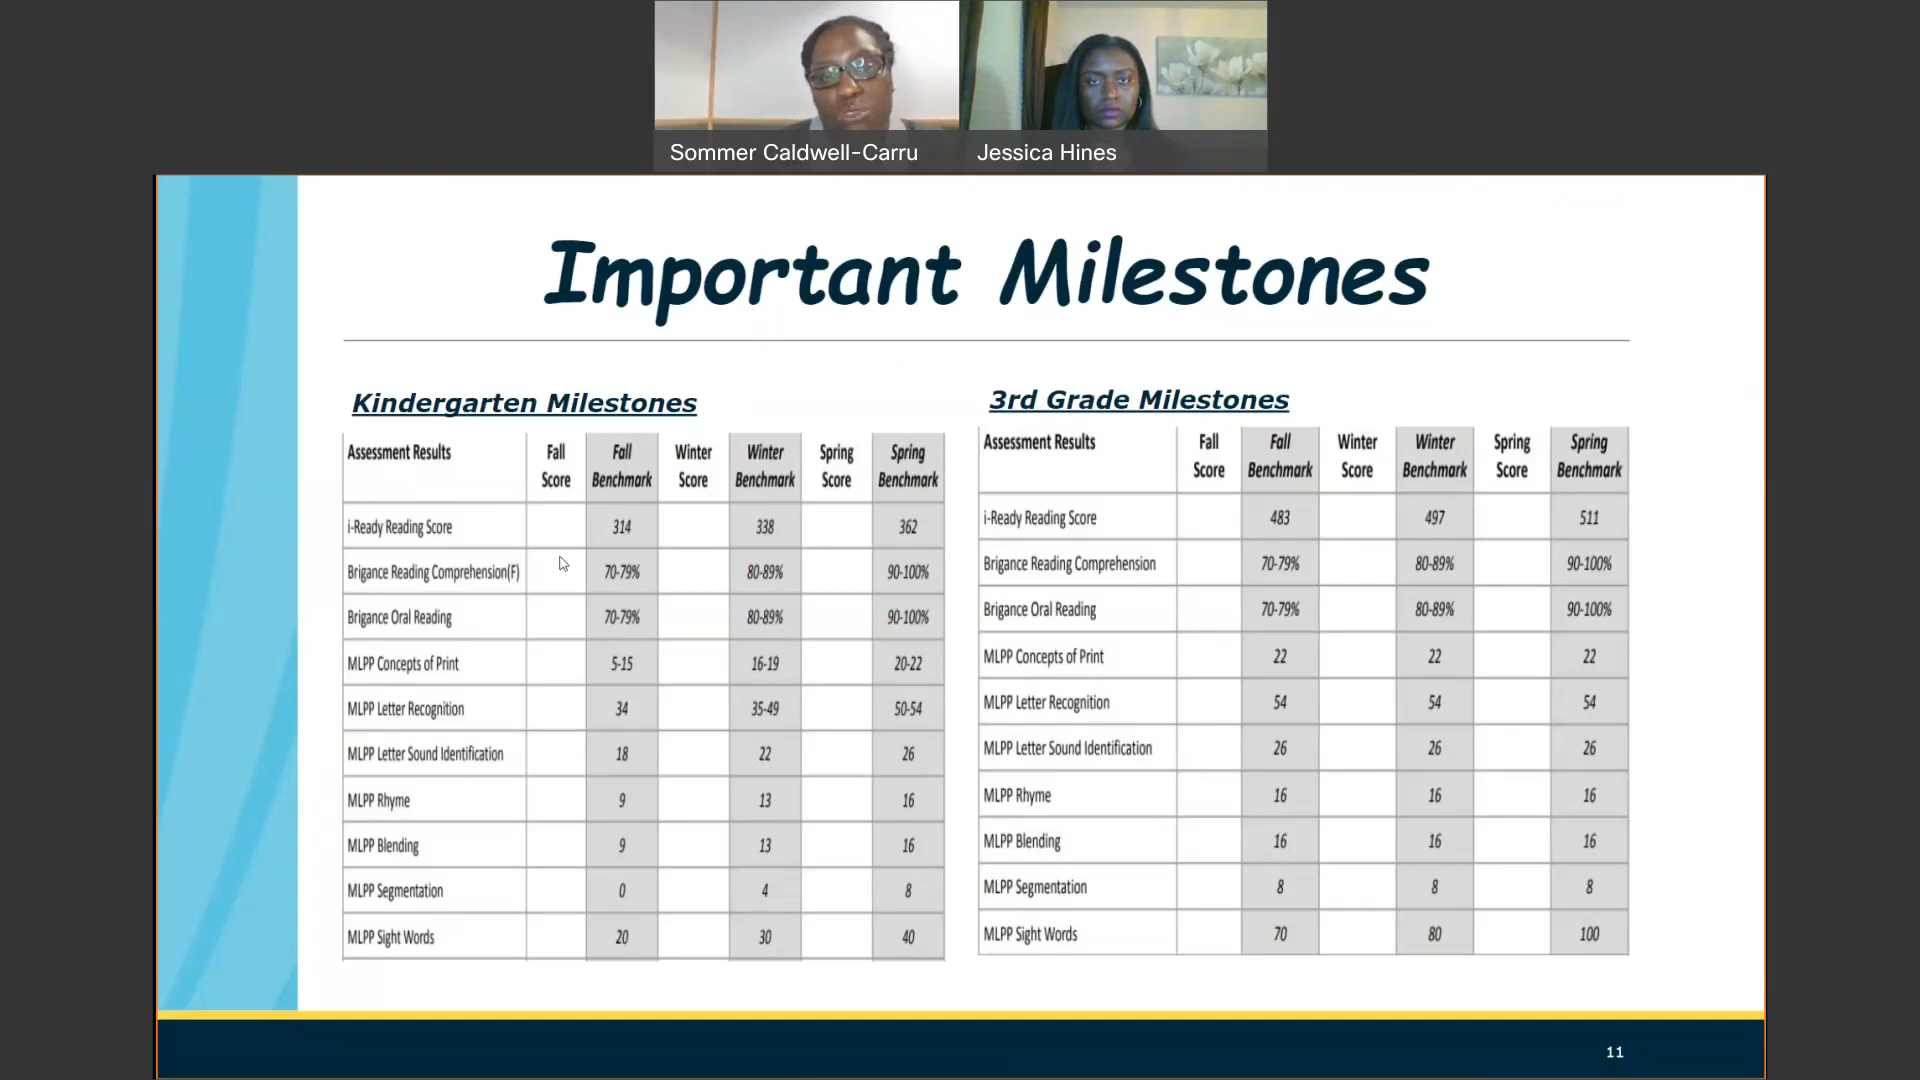 Sommer Caldwell-Carru
Jessica Hines
Important Milestones
Kindergarten Milestones
Assessment Results Fall Score Fall Benchmark Winter Score Winter Benchmark Spring Score Spring Benchmark
i-Ready Reading Score 314 338 362
Brigance Reading Comprehension(F) 70-79% 80-89% 90-100%
Brigance Oral Reading 70-79% 80-89% 90-100%
MLPP Concepts of Print 5-15 16-19 20-22
MLPP Letter Recognition 34 35-49 50-54
MLPP Letter Sound Identification 18 22 26
MLPP Rhyme 9 13 16
MLPP Blending 9 13 16
MLPP Segmentation 0 4 8
MLPP Sight Words 20 30 40
3rd Grade Milestones
Assessment Results Fall Score Fall Benchmark Winter Score Winter Benchmark Spring Score Spring Benchmark
i-Ready Reading Score 483 497 511
Brigance Reading Comprehension 70-79% 80-89% 90-100%
Brigance Oral Reading 70-79% 80-89% 90-100%
MLPP Concepts of Print 22 22 22
MLPP Letter Recognition 54 54 54
MLPP Letter Sound Identification 26 26 26
MLPP Rhyme 16 16 16
MLPP Blending 16 16 16
MLPP Segmentation 8 8 8
MLPP Sight Words 70 80 100
11